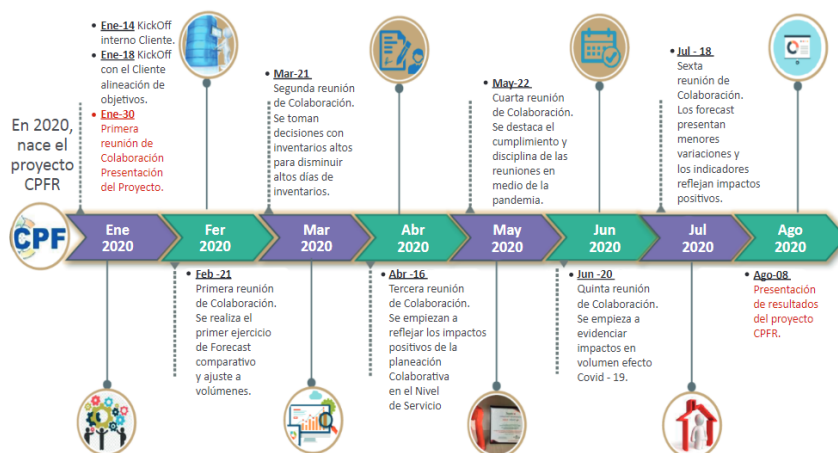 En 2020,
nace el
proyecto
CPFR
CPF
• Ene-14 KickOff
interno Cliente.
• Ene-18 KickOff
con el Cliente
alineación de
objetivos.
• Ene-30
Primera
reunión de
Colaboración
Presentación
del Proyecto.
Ene
2020
• Feb -21
Primera reunión
de Colaboración.
Se realiza el
primer ejercicio
de Forecast
comparativo
y ajuste a
volúmenes.
Fer
2020
• Mar-21
Segunda reunión
de Colaboración.
Se toman
decisiones con
inventarios altos
para disminuir
altos días de
inventarios.
Mar
2020
• Abr -16
Tercera reunión
de Colaboración.
Se empiezan a
reflejar los impactos
positivos de la
planeación
Colaborativa
en el Nivel
de Servicio
Abr
2020
• May-22
Cuarta reunión
de Colaboración.
Se destaca el
cumplimiento y
disciplina de las
reuniones en
medio de la
pandemia.
May
2020
• Jun -20
Quinta reunión
de Colaboración.
Se empieza a
evidenciar
impactos en
volumen efecto
Covid - 19.
Jun
2020
• Jul - 18
Sexta
reunión de
Colaboración.
Los forecast
presentan
menores
variaciones y
los indicadores
reflejan impactos
positivos.
Jul
2020
• Ago-08
Presentación
de resultados
del proyecto
CPFR.
Ago
2020